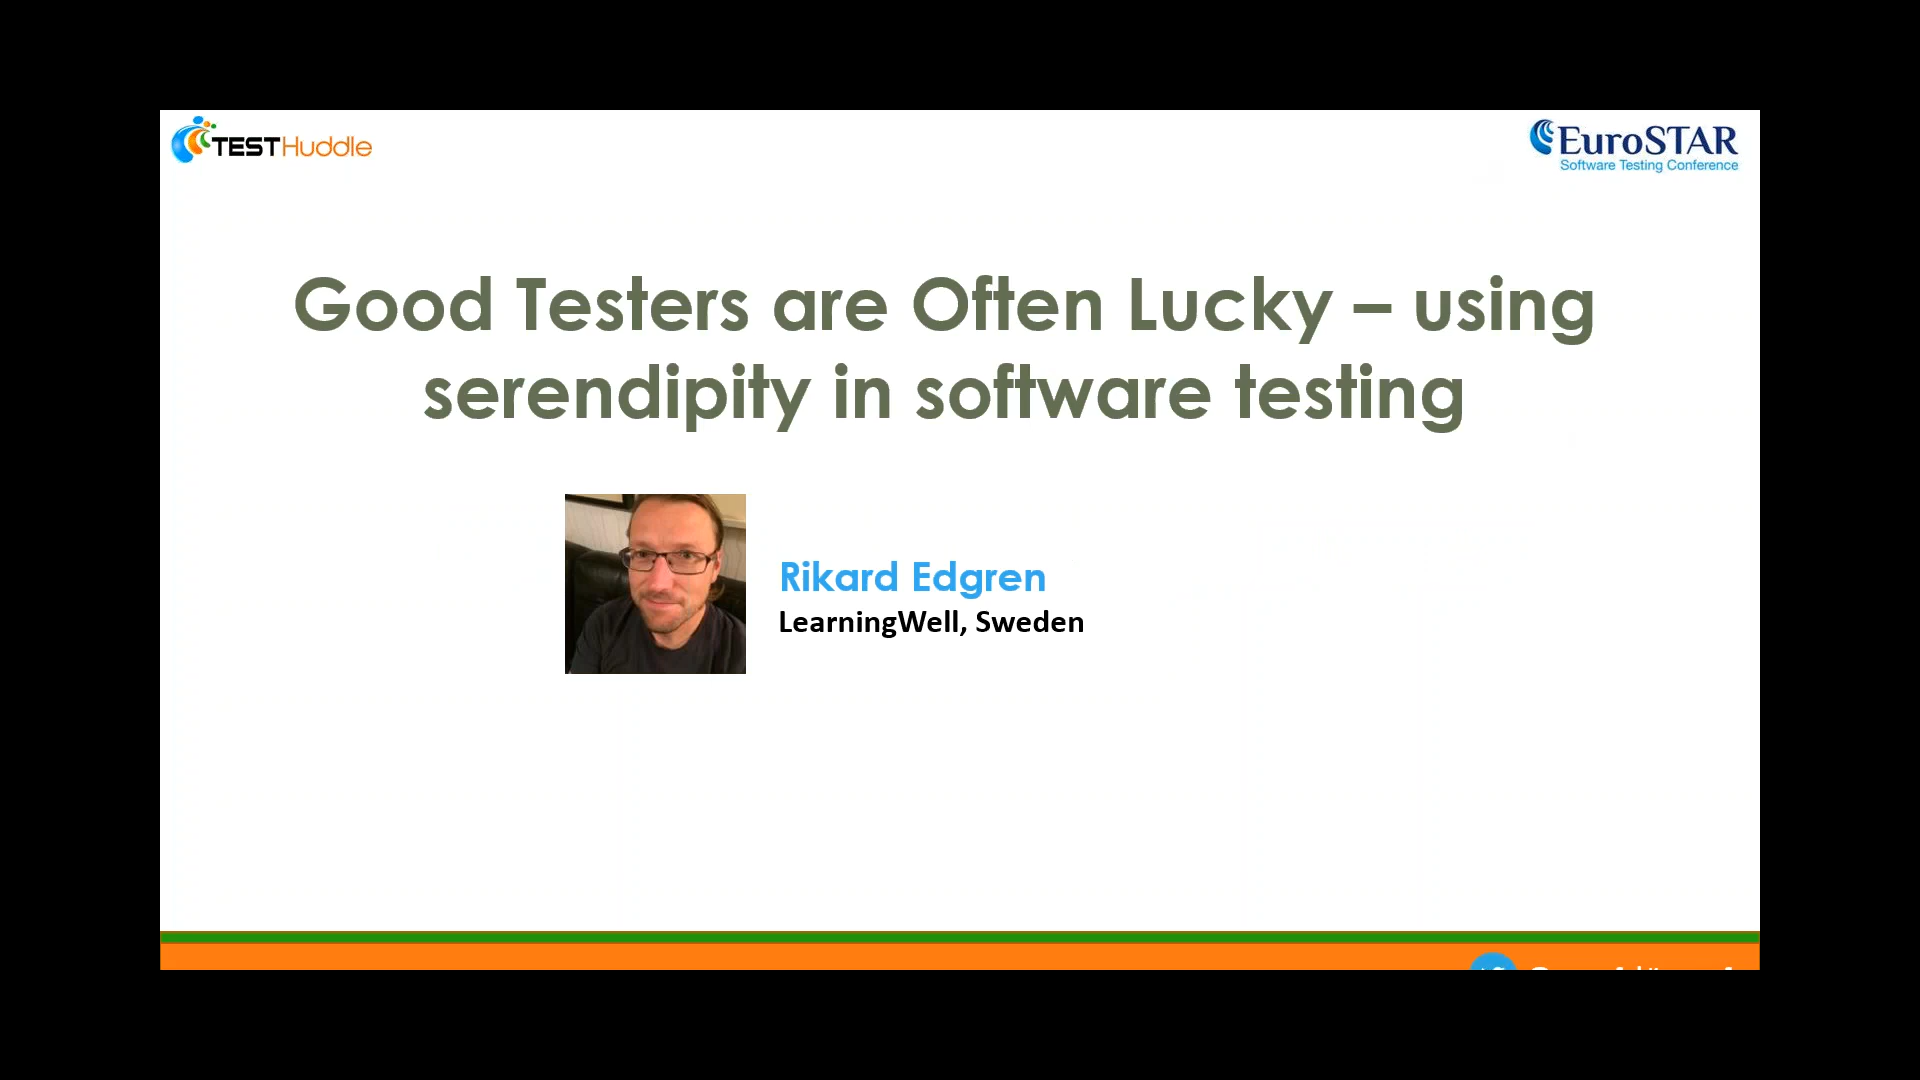 TESTHuddle
EuroSTAR
Software Testing Conference
Good Testers are Often Lucky – using
serendipity in software testing
Rikard Edgren
LearningWell, Sweden